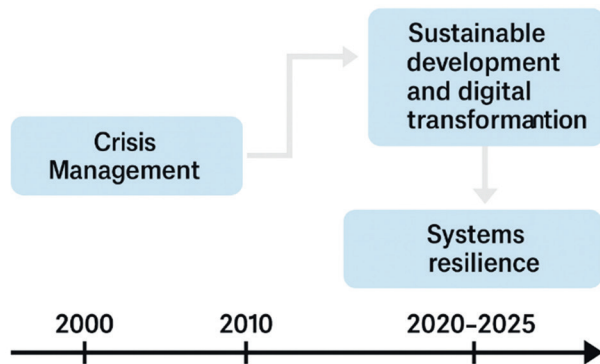 Crisis
Management
Sustainable
development
and digital
transformantion
Systems
resilience
2000
2010
2020–2025